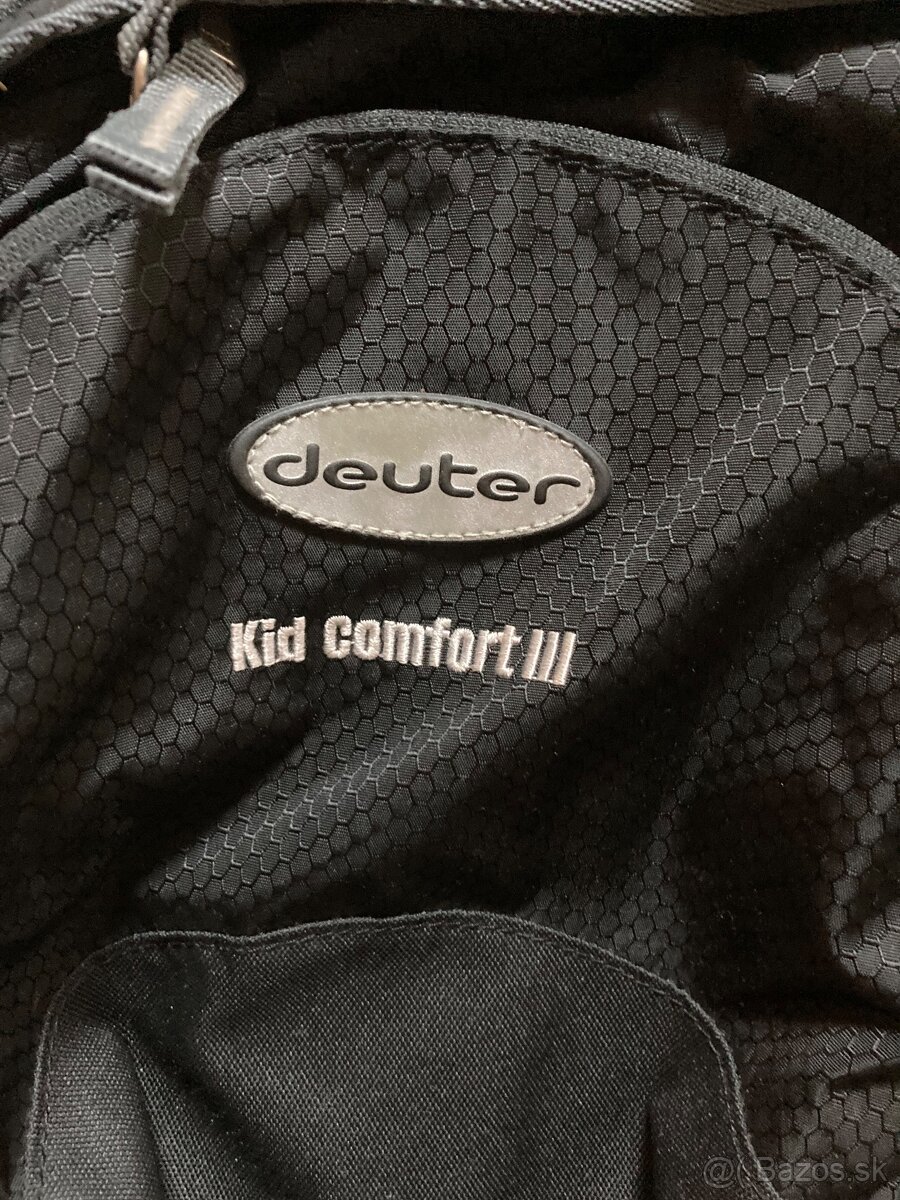 deuter
Kid comfort III
@( Bazos.sk